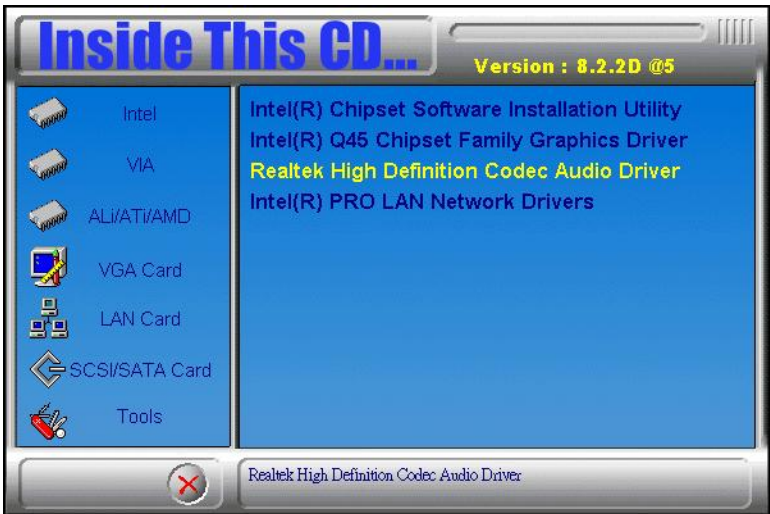 Inside This CD...
Version : 8.2.2D @5
Intel
VIA
ALi/ATi/AMD
VGA Card
LAN Card
SCSI/SATA Card
Tools
Intel(R) Chipset Software Installation Utility
Intel(R) Q45 Chipset Family Graphics Driver
Realtek High Definition Codec Audio Driver
Intel(R) PRO LAN Network Drivers
Realtek High Definition Codec Audio Driver